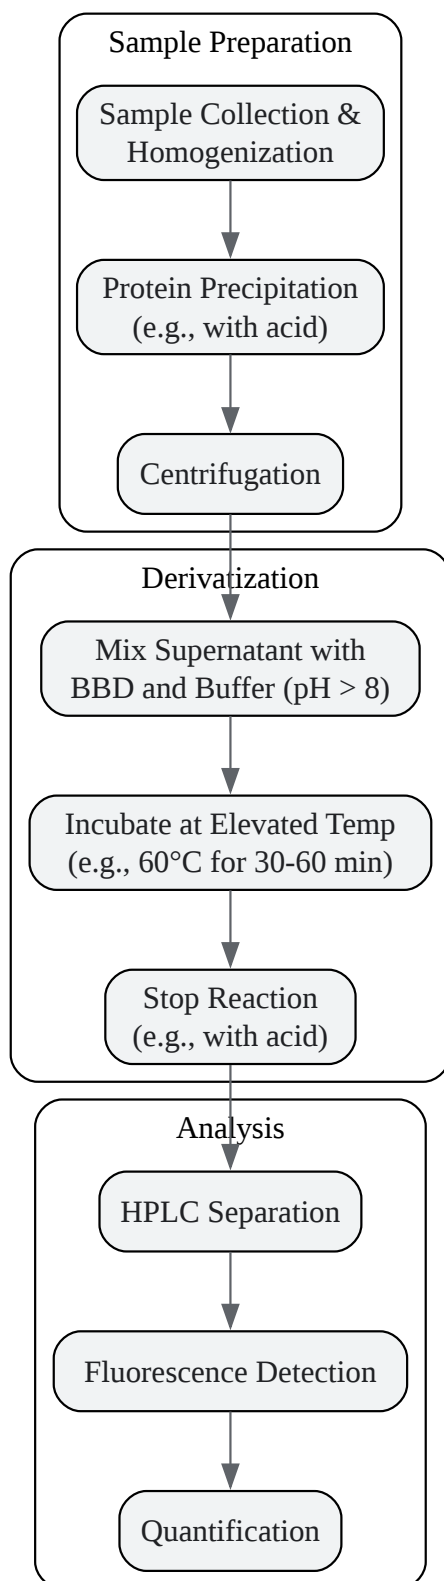 Sample Preparation
Sample Collection &
Homogenization
Protein Precipitation
(e.g., with acid)
Centrifugation
Derivatization
Mix Supernatant with
BBD and Buffer (pH > 8)
Incubate at Elevated Temp
(e.g., 60°C for 30-60 min)
Stop Reaction
(e.g., with acid)
Analysis
HPLC Separation
Fluorescence Detection
Quantification